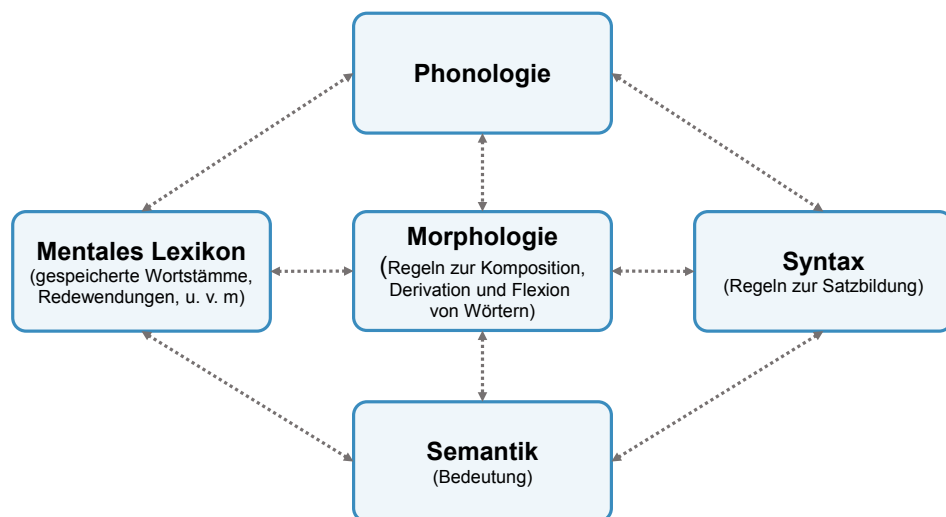 Phonologie
Mentales Lexikon
(gespeicherte Wortstämme,
Redewendungen, u. v. m)
Morphologie
(Regeln zur Komposition,
Derivation und Flexion
von Wörtern)
Syntax
(Regeln zur Satzbildung)
Semantik
(Bedeutung)